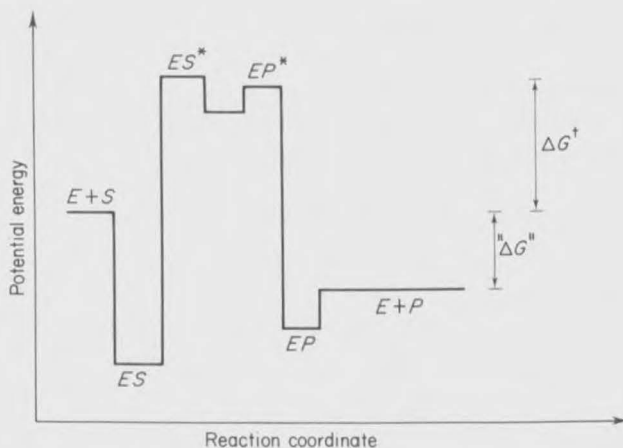 ES*
EP*
ΔG†
E+S
"ΔG"
E+P
EP
ES
Potential energy
Reaction coordinate